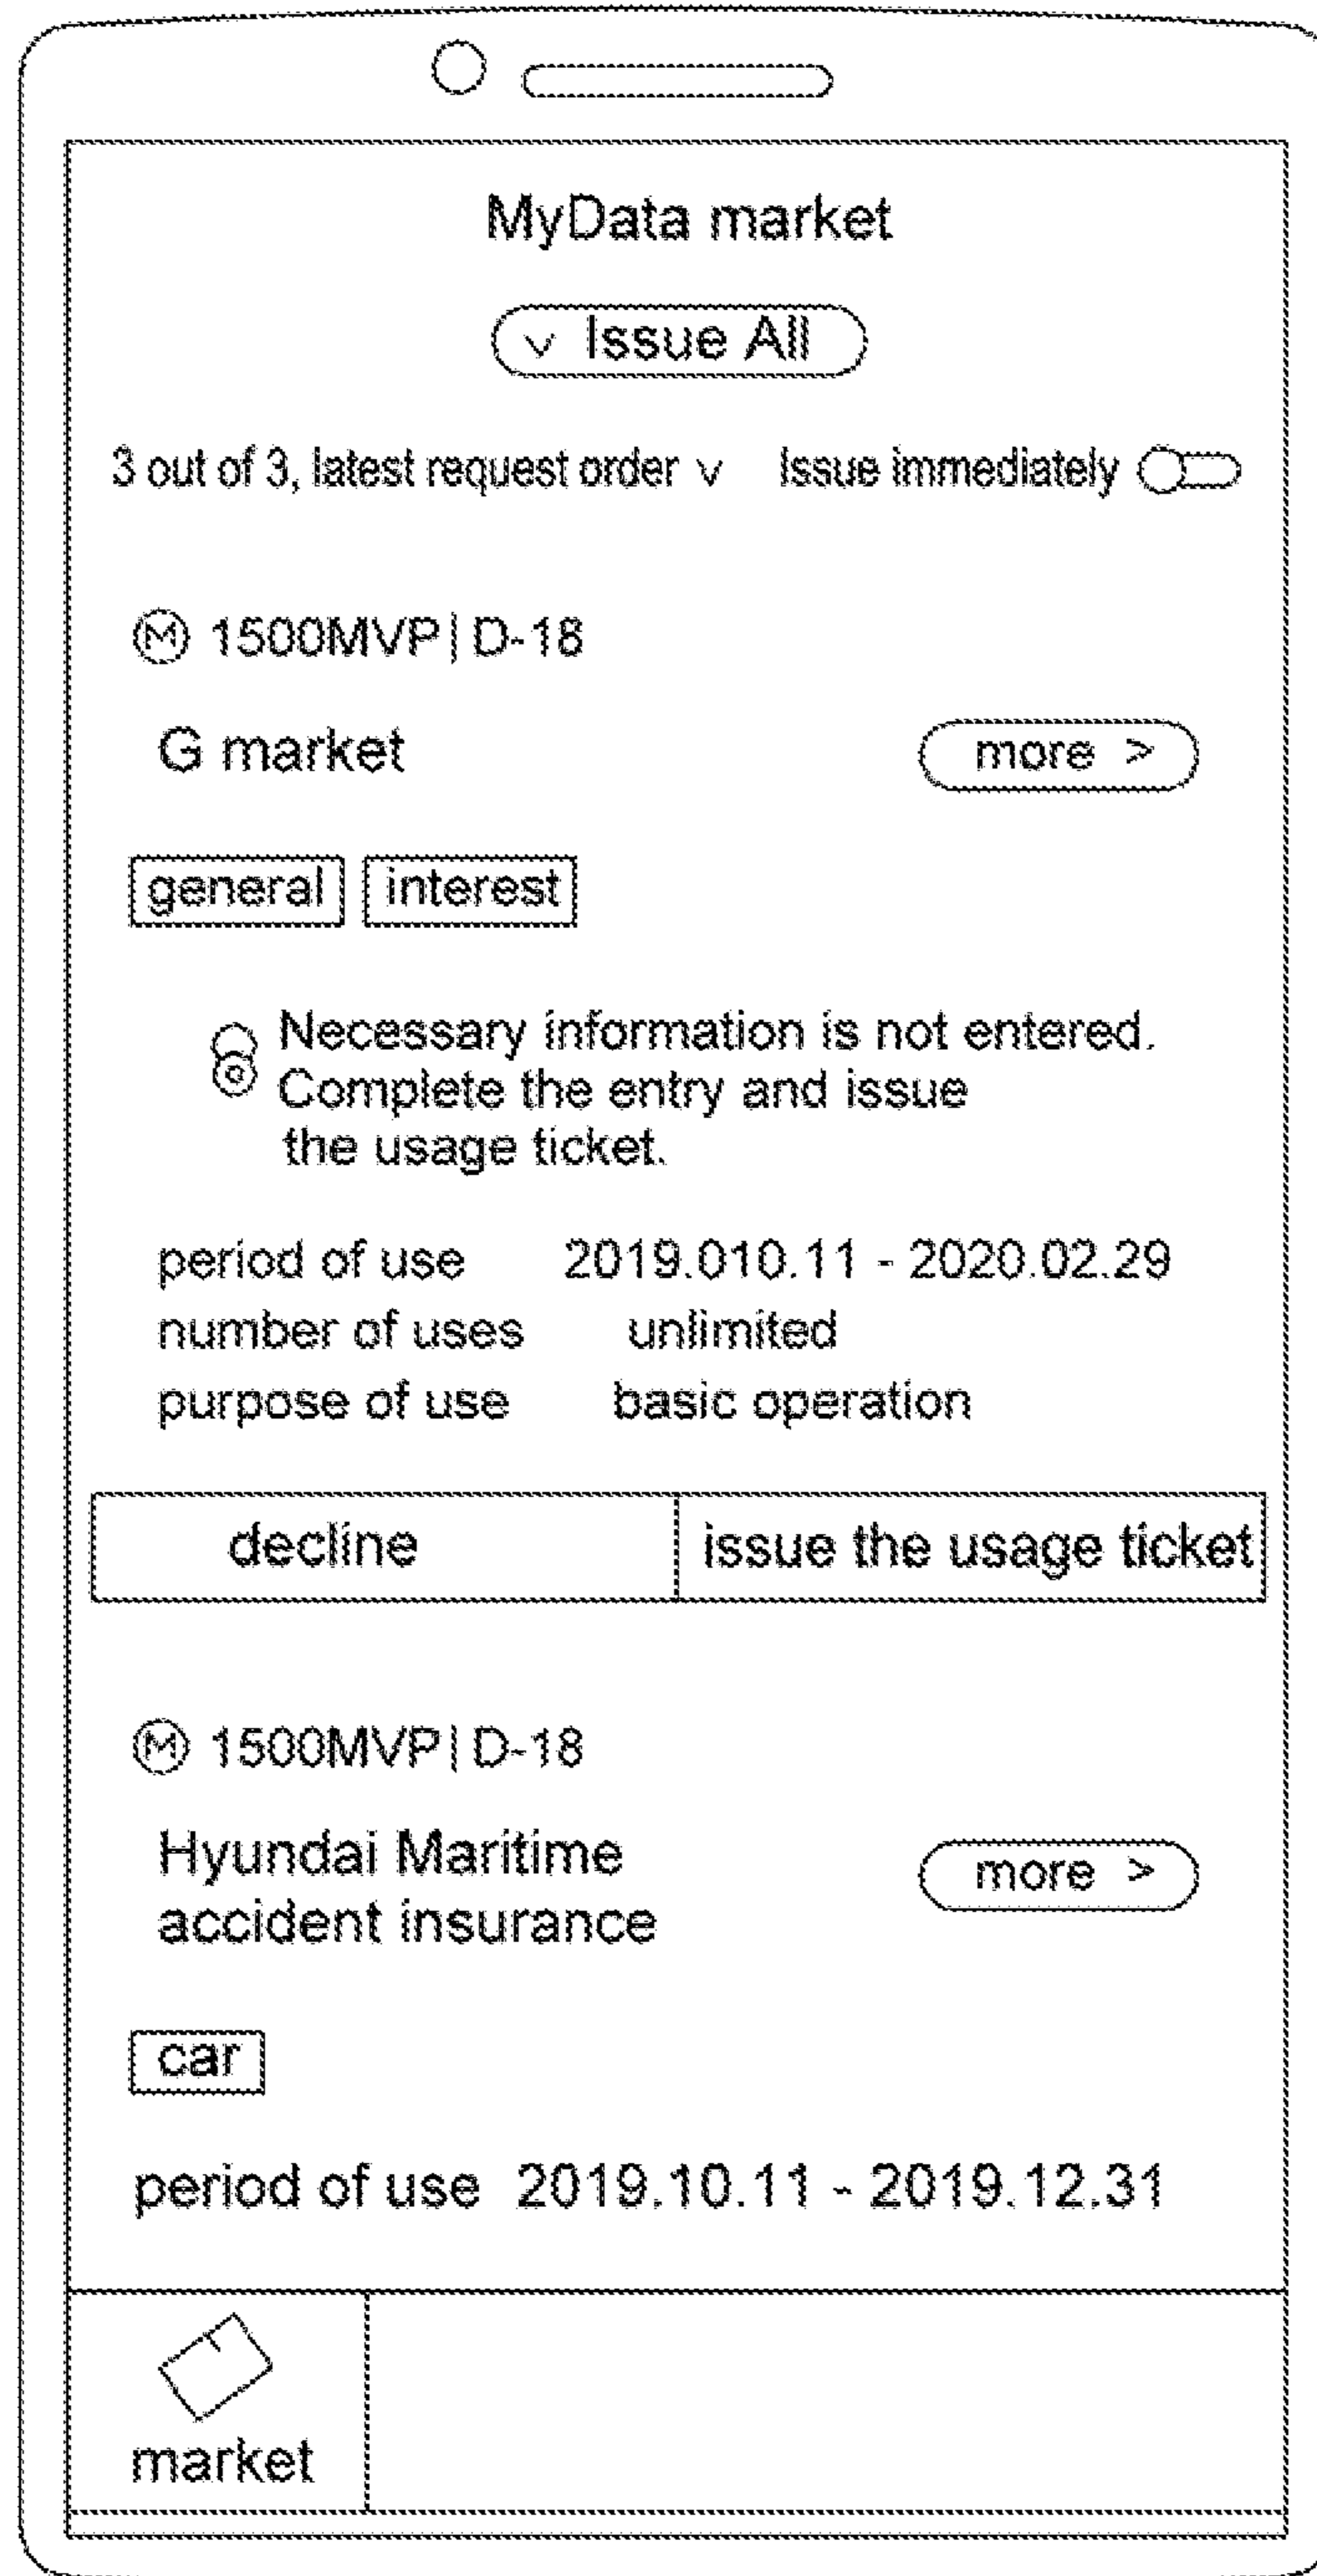 MyData market
v Issue All
3 out of 3, latest request order v Issue immediately
M 1500MVP| D-18
G market more >
general interest
Necessary information is not entered.
Complete the entry and issue
the usage ticket.
period of use 2019.010.11 - 2020.02.29
number of uses unlimited
purpose of use basic operation
decline issue the usage ticket
M 1500MVP| D-18
Hyundai Maritime
accident insurance
more >
car
period of use 2019.10.11 - 2019.12.31
market